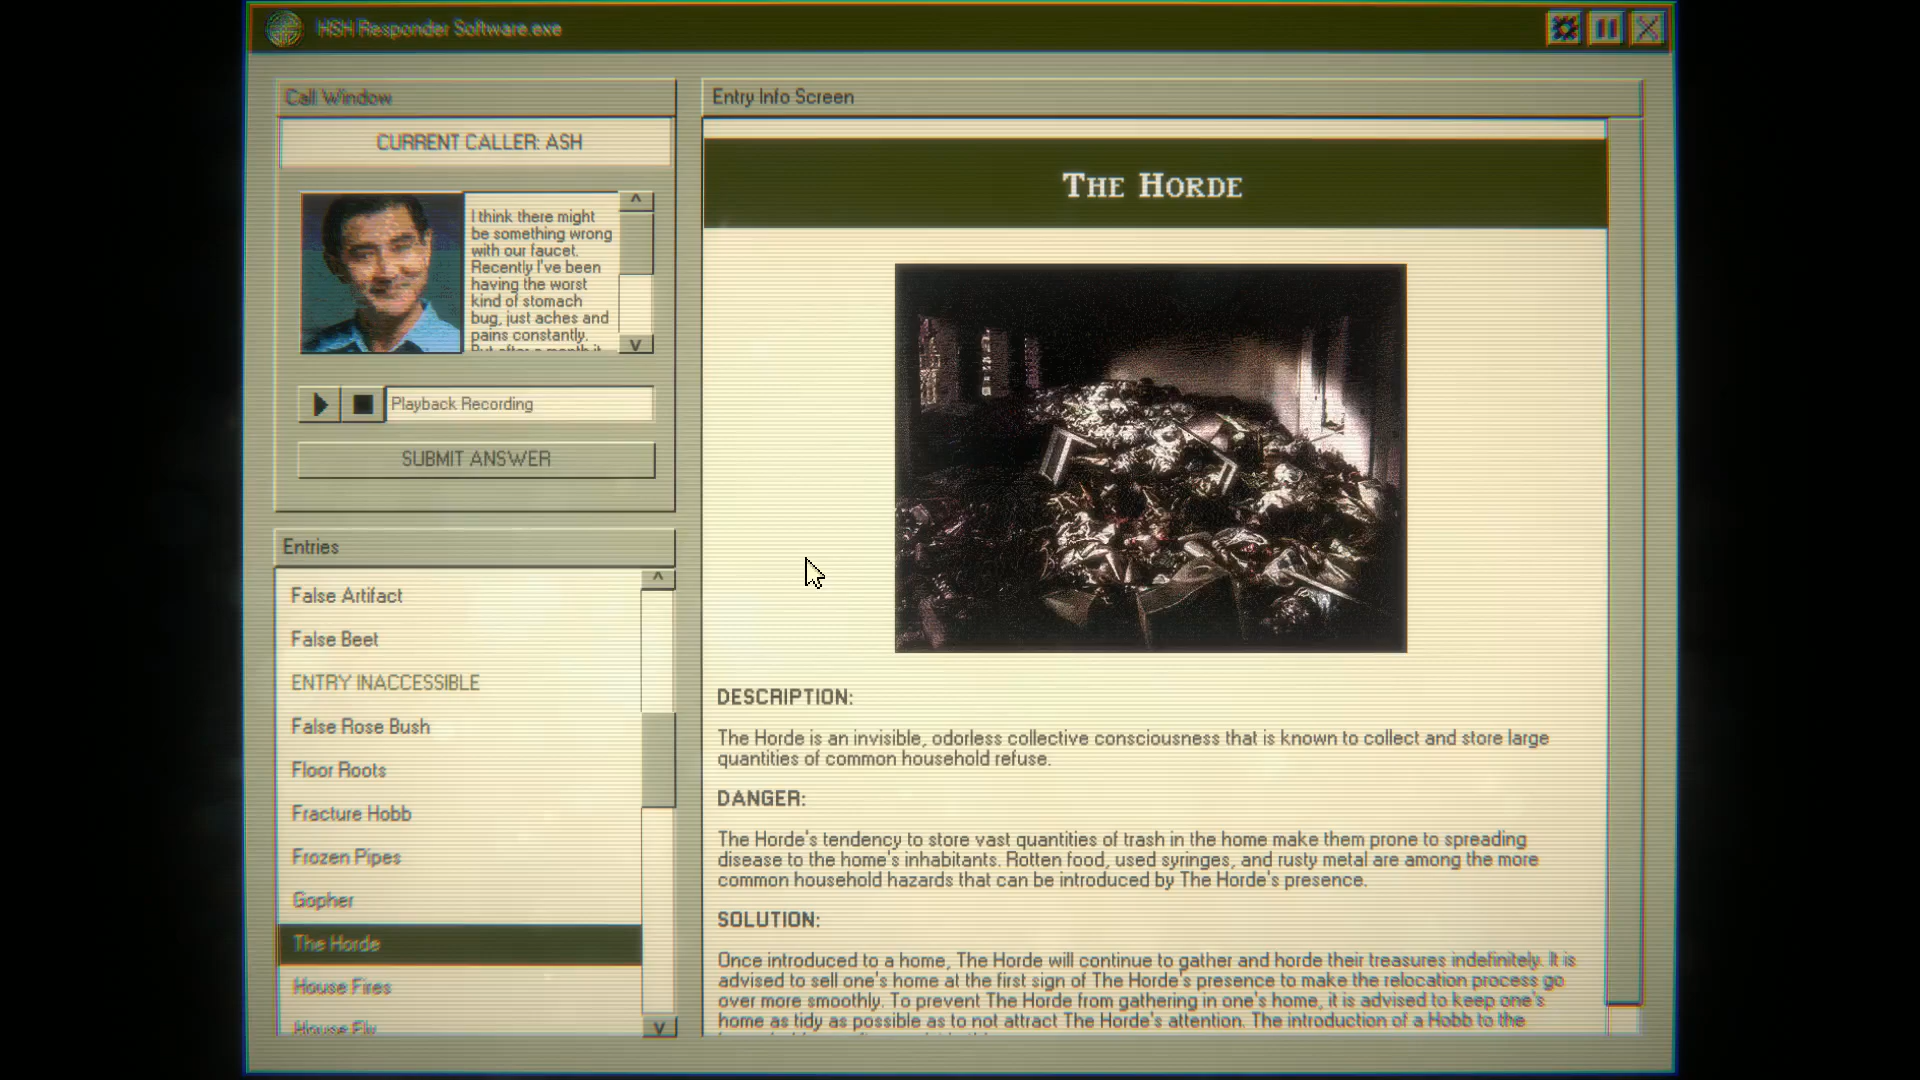 HSH Responder Software.exe
Call Window
CURRENT CALLER: ASH
I think there might
be something wrong
with our faucet.
Recently I've been
having the worst
kind of stomach
bug, just aches and
pains constantly.
But after a month it
Playback Recording
SUBMIT ANSWER
Entries
False Artifact
False Beet
ENTRY INACCESSIBLE
False Rose Bush
Floor Roots
Fracture Hobb
Frozen Pipes
Gopher
The Horde
House Fires
House Fly
Entry Info Screen
The Horde
DESCRIPTION:
The Horde is an invisible, odorless collective consciousness that is known to collect and store large
quantities of common household refuse.
DANGER:
The Horde's tendency to store vast quantities of trash in the home make them prone to spreading
disease to the home's inhabitants. Rotten food, used syringes, and rusty metal are among the more
common household hazards that can be introduced by The Horde's presence.
SOLUTION:
Once introduced to a home, The Horde will continue to gather and horde their treasures indefinitely. It is
advised to sell one's home at the first sign of The Horde's presence to make the relocation process go
over more smoothly. To prevent The Horde from gathering in one's home, it is advised to keep one's
home as tidy as possible as to not attract The Horde's attention. The introduction of a Hobb to the